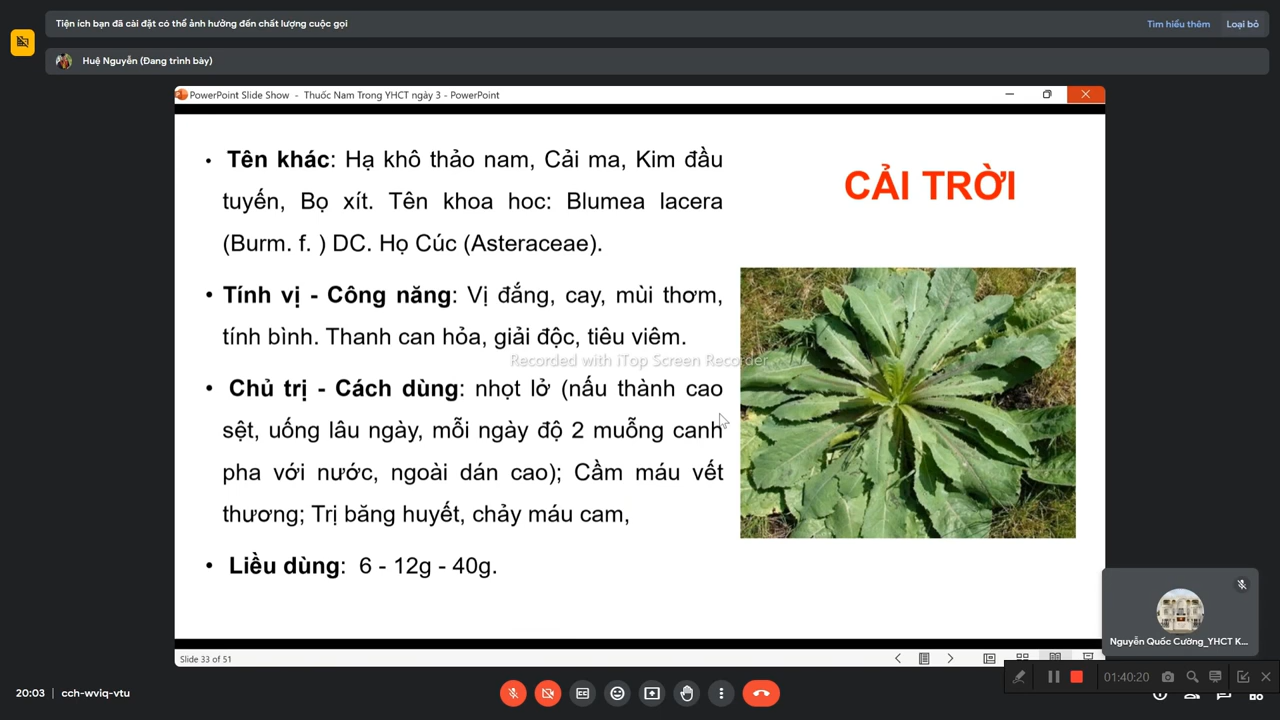 Tiện ích bạn đã cài đặt có thể ảnh hưởng đến chất lượng cuộc gọi
Tìm hiểu thêm
Loại bỏ
Huệ Nguyễn (Đang trình bày)
PowerPoint Slide Show - Thuốc Nam Trong YHCT ngày 3 - PowerPoint
CẢI TRỜI
• Tên khác: Hạ khô thảo nam, Cải ma, Kim đầu
tuyến, Bọ xít. Tên khoa hoc: Blumea lacera
(Burm. f. ) DC. Họ Cúc (Asteraceae).
• Tính vị - Công năng: Vị đắng, cay, mùi thơm,
tính bình. Thanh can hỏa, giải độc, tiêu viêm.
Recorded with iTop Screen Recorder
• Chủ trị - Cách dùng: nhọt lở (nấu thành cao
sệt, uống lâu ngày, mỗi ngày độ 2 muỗng canh
pha với nước, ngoài dán cao); Cầm máu vết
thương; Trị băng huyết, chảy máu cam,
• Liều dùng: 6 - 12g - 40g.
Nguyễn Quốc Cường_YHCT K...
Slide 33 of 51
01:40:20
20:03 | cch-wviq-vtu